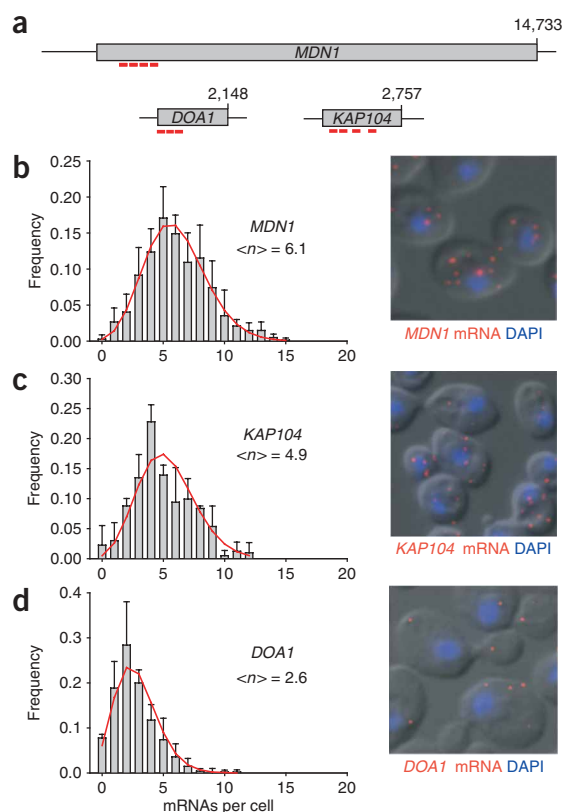 a
14,733
MDN1
2,148
2,757
DOA1
KAP104
b
0.25
0.20
0.15
0.10
0.05
0.00
Frequency
MDN1
<n> = 6.1
0 5 10 15 20
MDN1 mRNA DAPI
c
0.30
0.25
0.20
0.15
0.10
0.05
0.00
Frequency
KAP104
<n> = 4.9
0 5 10 15 20
KAP104 mRNA DAPI
d
0.4
0.3
0.2
0.1
0.0
Frequency
DOA1
<n> = 2.6
0 5 10 15 20
mRNAs per cell
DOA1 mRNA DAPI